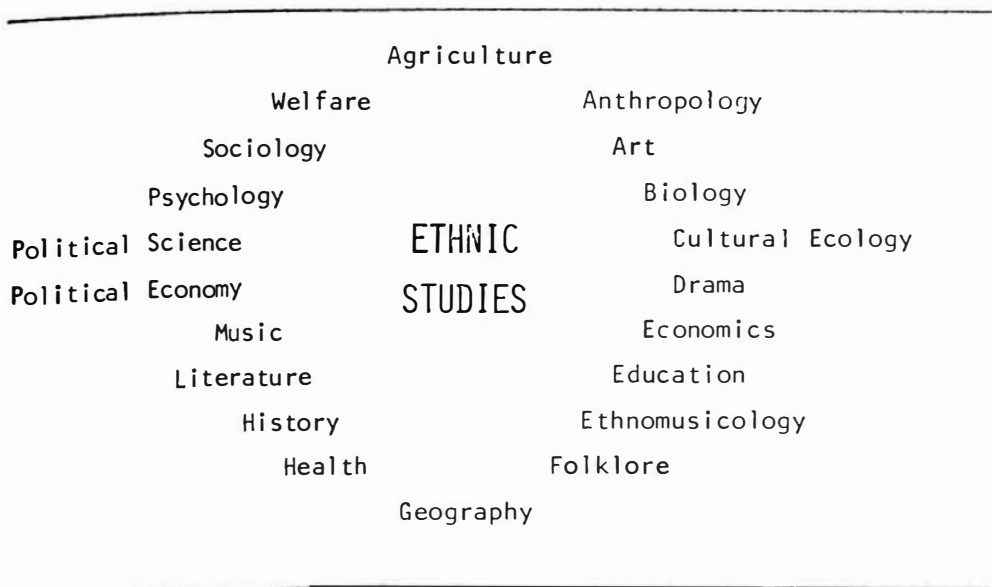 Agriculture
Welfare Anthropology
Sociology Art
Psychology Biology
Political Science ETHNIC Cultural Ecology
Political Economy STUDIES Drama
Music Economics
Literature Education
History Ethnomusicology
Health Folklore
Geography